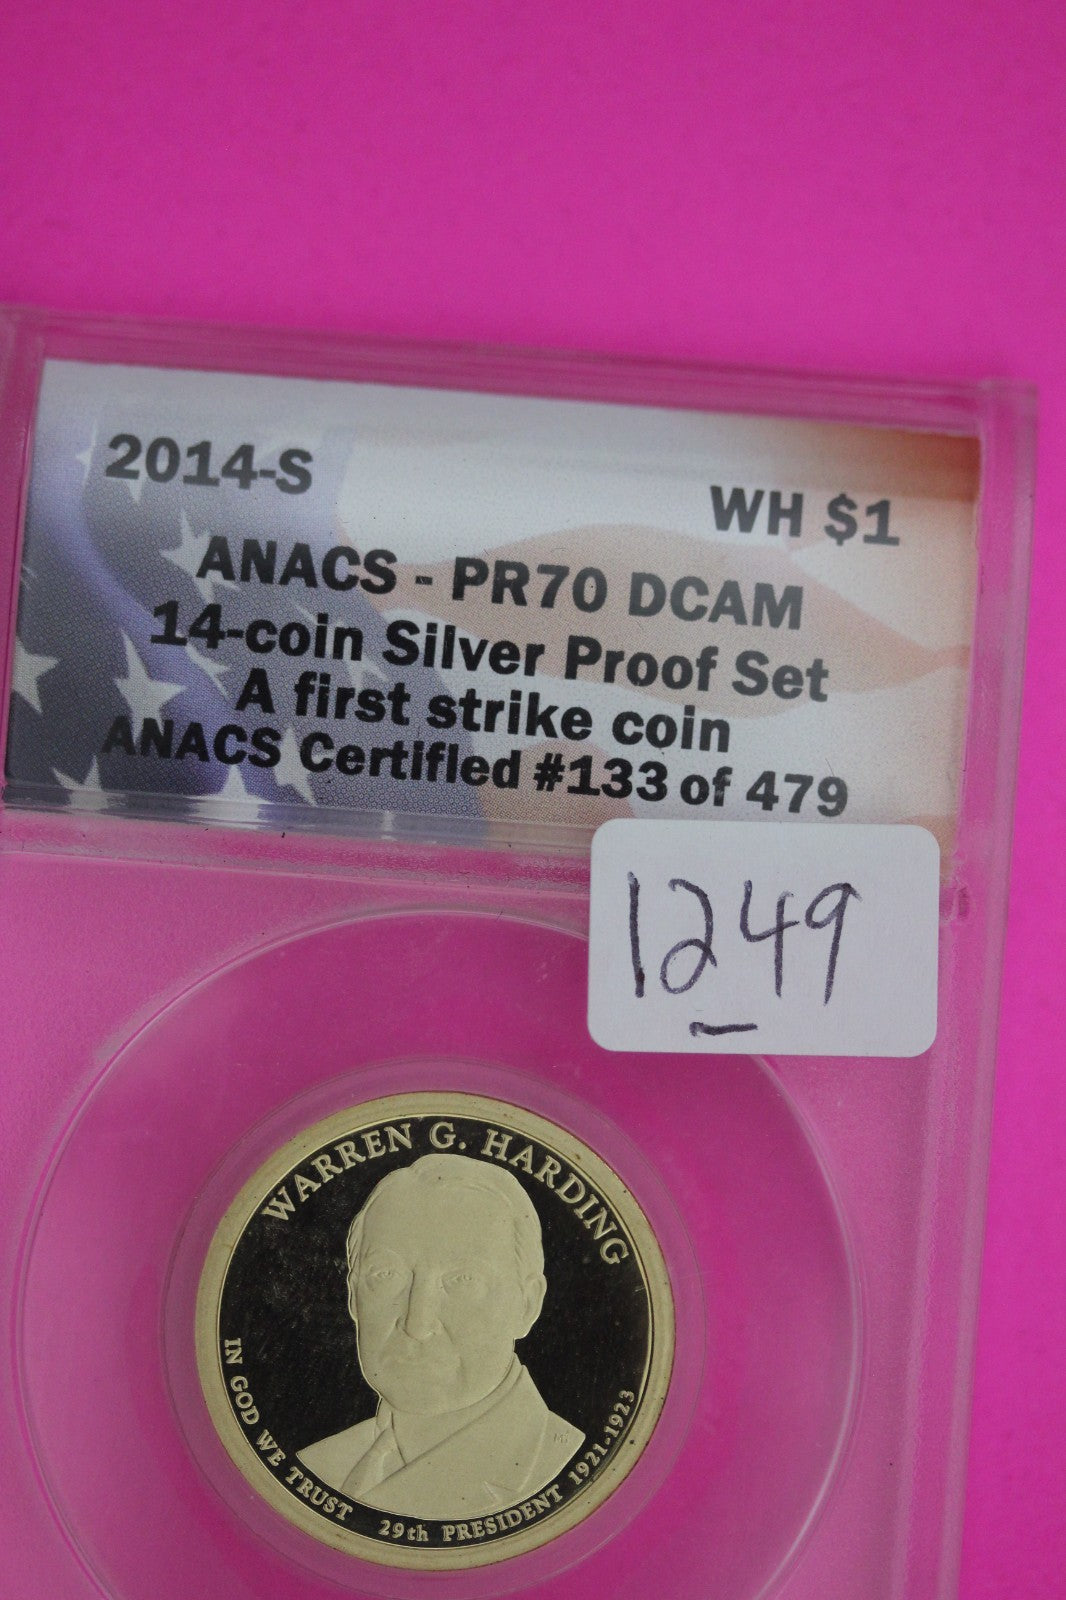 2014-S
WH $1
ANACS - PR70 DCAM
14-coin Silver Proof Set
A first strike coin
ANACS Certified #133 of 479
1249
WARREN G. HARDING
IN GOD WE TRUST
29th PRESIDENT 1921-1923